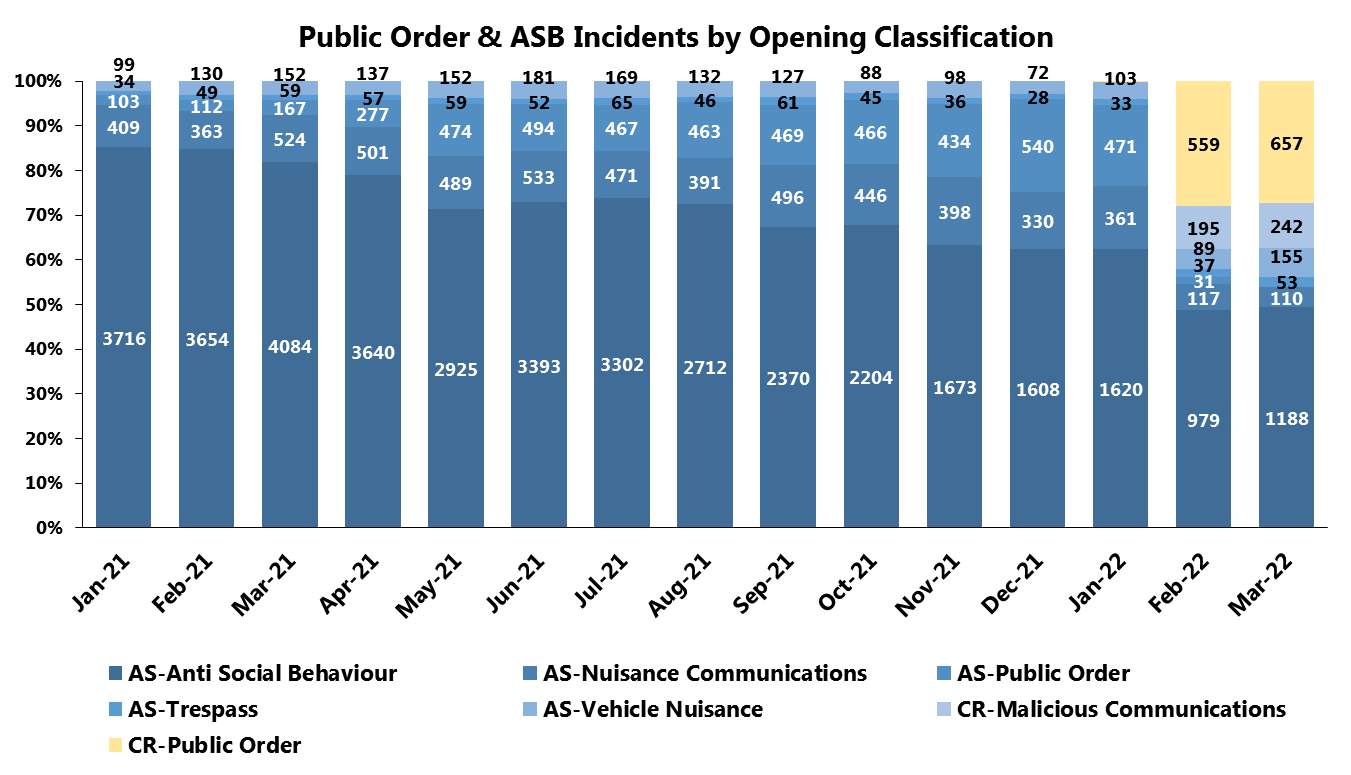 Public Order & ASB Incidents by Opening Classification
99 130 152 137 152 181 169 132 127 88 98 72 103
100% 34 49 59 57 59 52 65 46 61 45 36 28 33
103 112 167 277 474 494 467 463 469 466 434 540 471 559 657
90%
409 363 524 501 489 533 471 391 496 446 398 330 361
80%
70%
195 242
60%
89 155
37 53
31
50%
117 110
40%
3716 3654 4084 3640 2925 3393 3302 2712 2370 2204 1673 1608 1620 979 1188
30%
20%
10%
0%
Jan-21 Feb-21 Mar-21 Apr-21 May-21 Jun-21 Jul-21 Aug-21 Sep-21 Oct-21 Nov-21 Dec-21 Jan-22 Feb-22 Mar-22
AS-Anti Social Behaviour AS-Nuisance Communications AS-Public Order
AS-Trespass AS-Vehicle Nuisance CR-Malicious Communications
CR-Public Order